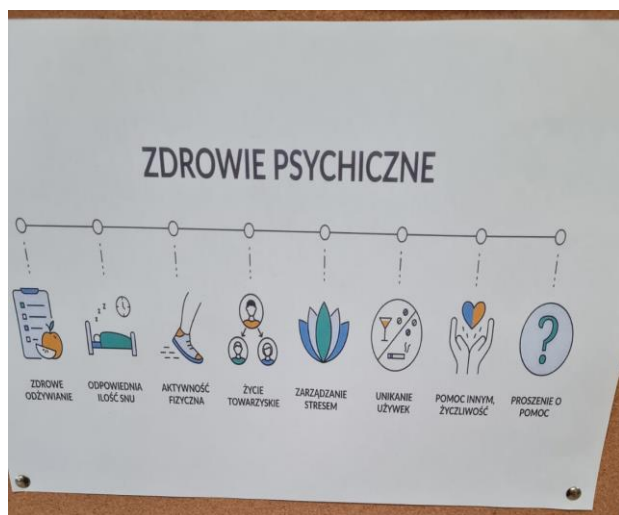 ZDROWIE PSYCHICZNE
ZDROWE
ODŻYWIANIE
ODPOWIEDNIA
ILOŚĆ SNU
AKTYWNOŚĆ
FIZYCZNA
ŻYCIE
TOWARZYSKIE
ZARZĄDZANIE
STRESEM
UNIKANIE
UŻYWEK
POMOC INNYM,
ŻYCZLIWOŚĆ
PROSZENIE O
POMOC